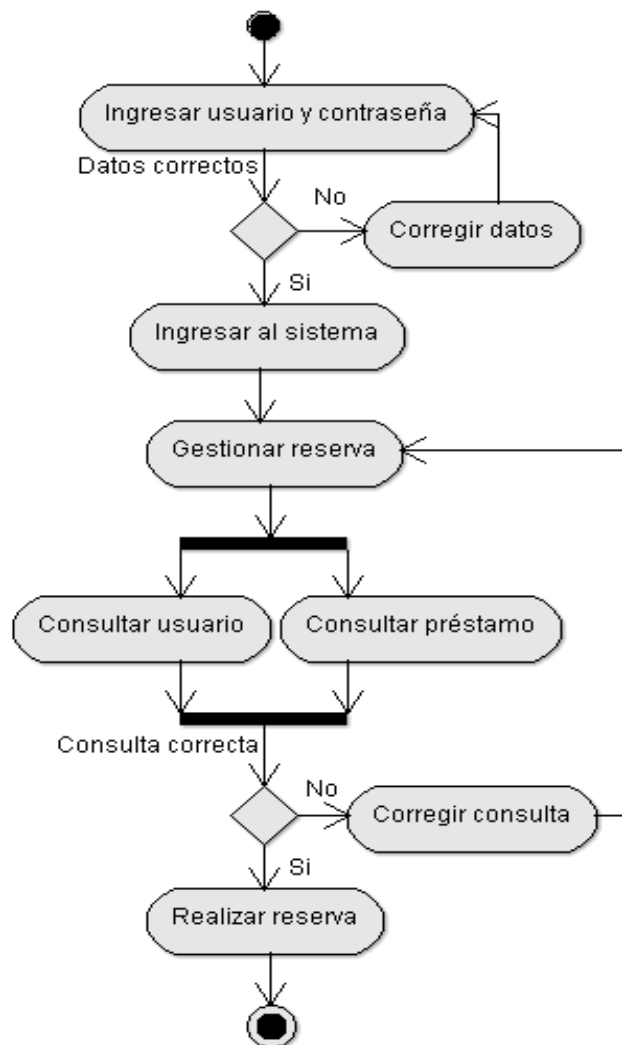 Ingresar usuario y contraseña
Datos correctos
No
Corregir datos
Si
Ingresar al sistema
Gestionar reserva
Consultar usuario
Consultar préstamo
Consulta correcta
No
Corregir consulta
Si
Realizar reserva